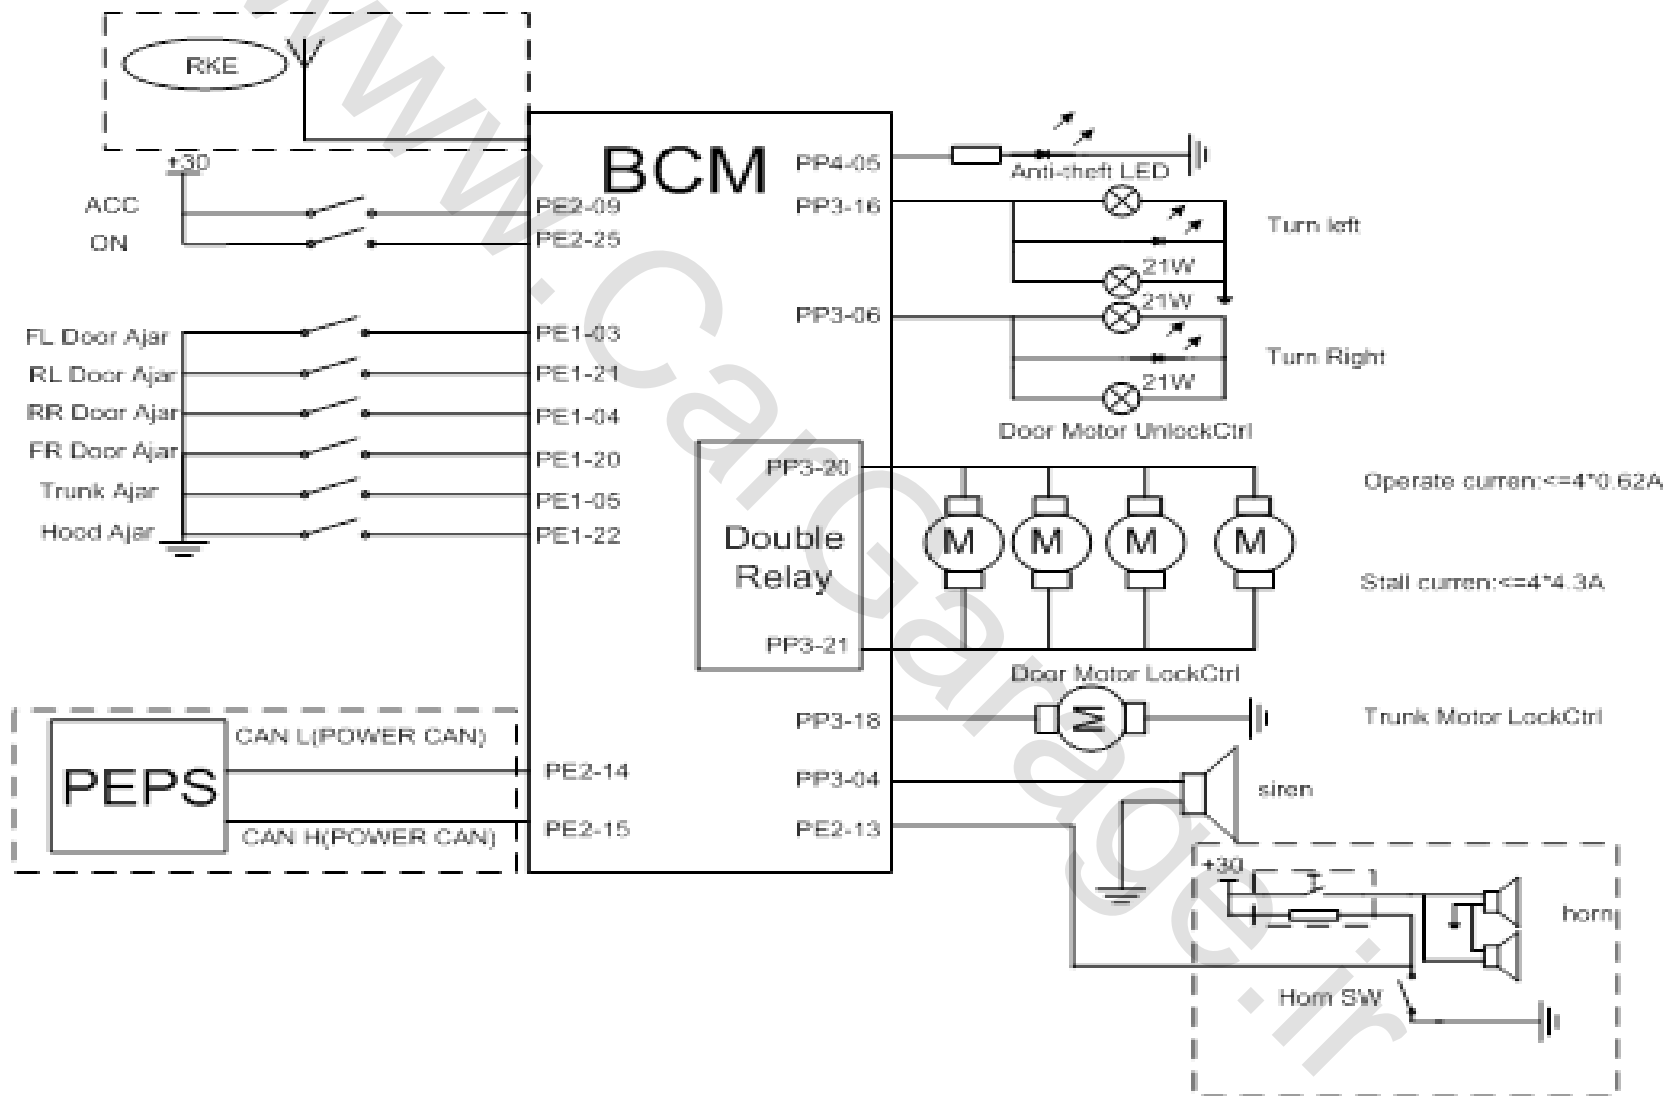 RKE
BCM
+30
ACC
ON
PE2-09
PE2-25
FL Door Ajar
PE1-03
RL Door Ajar
PE1-21
RR Door Ajar
PE1-04
FR Door Ajar
PE1-20
Trunk Ajar
PE1-05
Hood Ajar
PE1-22
PEPS
CAN L(POWER CAN)
PE2-14
CAN H(POWER CAN)
PE2-15
PP4-05
Anti-theft LED
PP3-16
Turn left
21W
21W
PP3-06
Turn Right
21W
Door Motor UnlockCtrl
PP3-20
Double
Relay
PP3-21
M
M
M
M
Operate curren:<=4*0.62A
Stall curren:<=4*4.3A
Door Motor LockCtrl
PP3-18
M
Trunk Motor LockCtrl
PP3-04
siren
PE2-13
+30
horn
Horn SW
www.CarGarage.ir